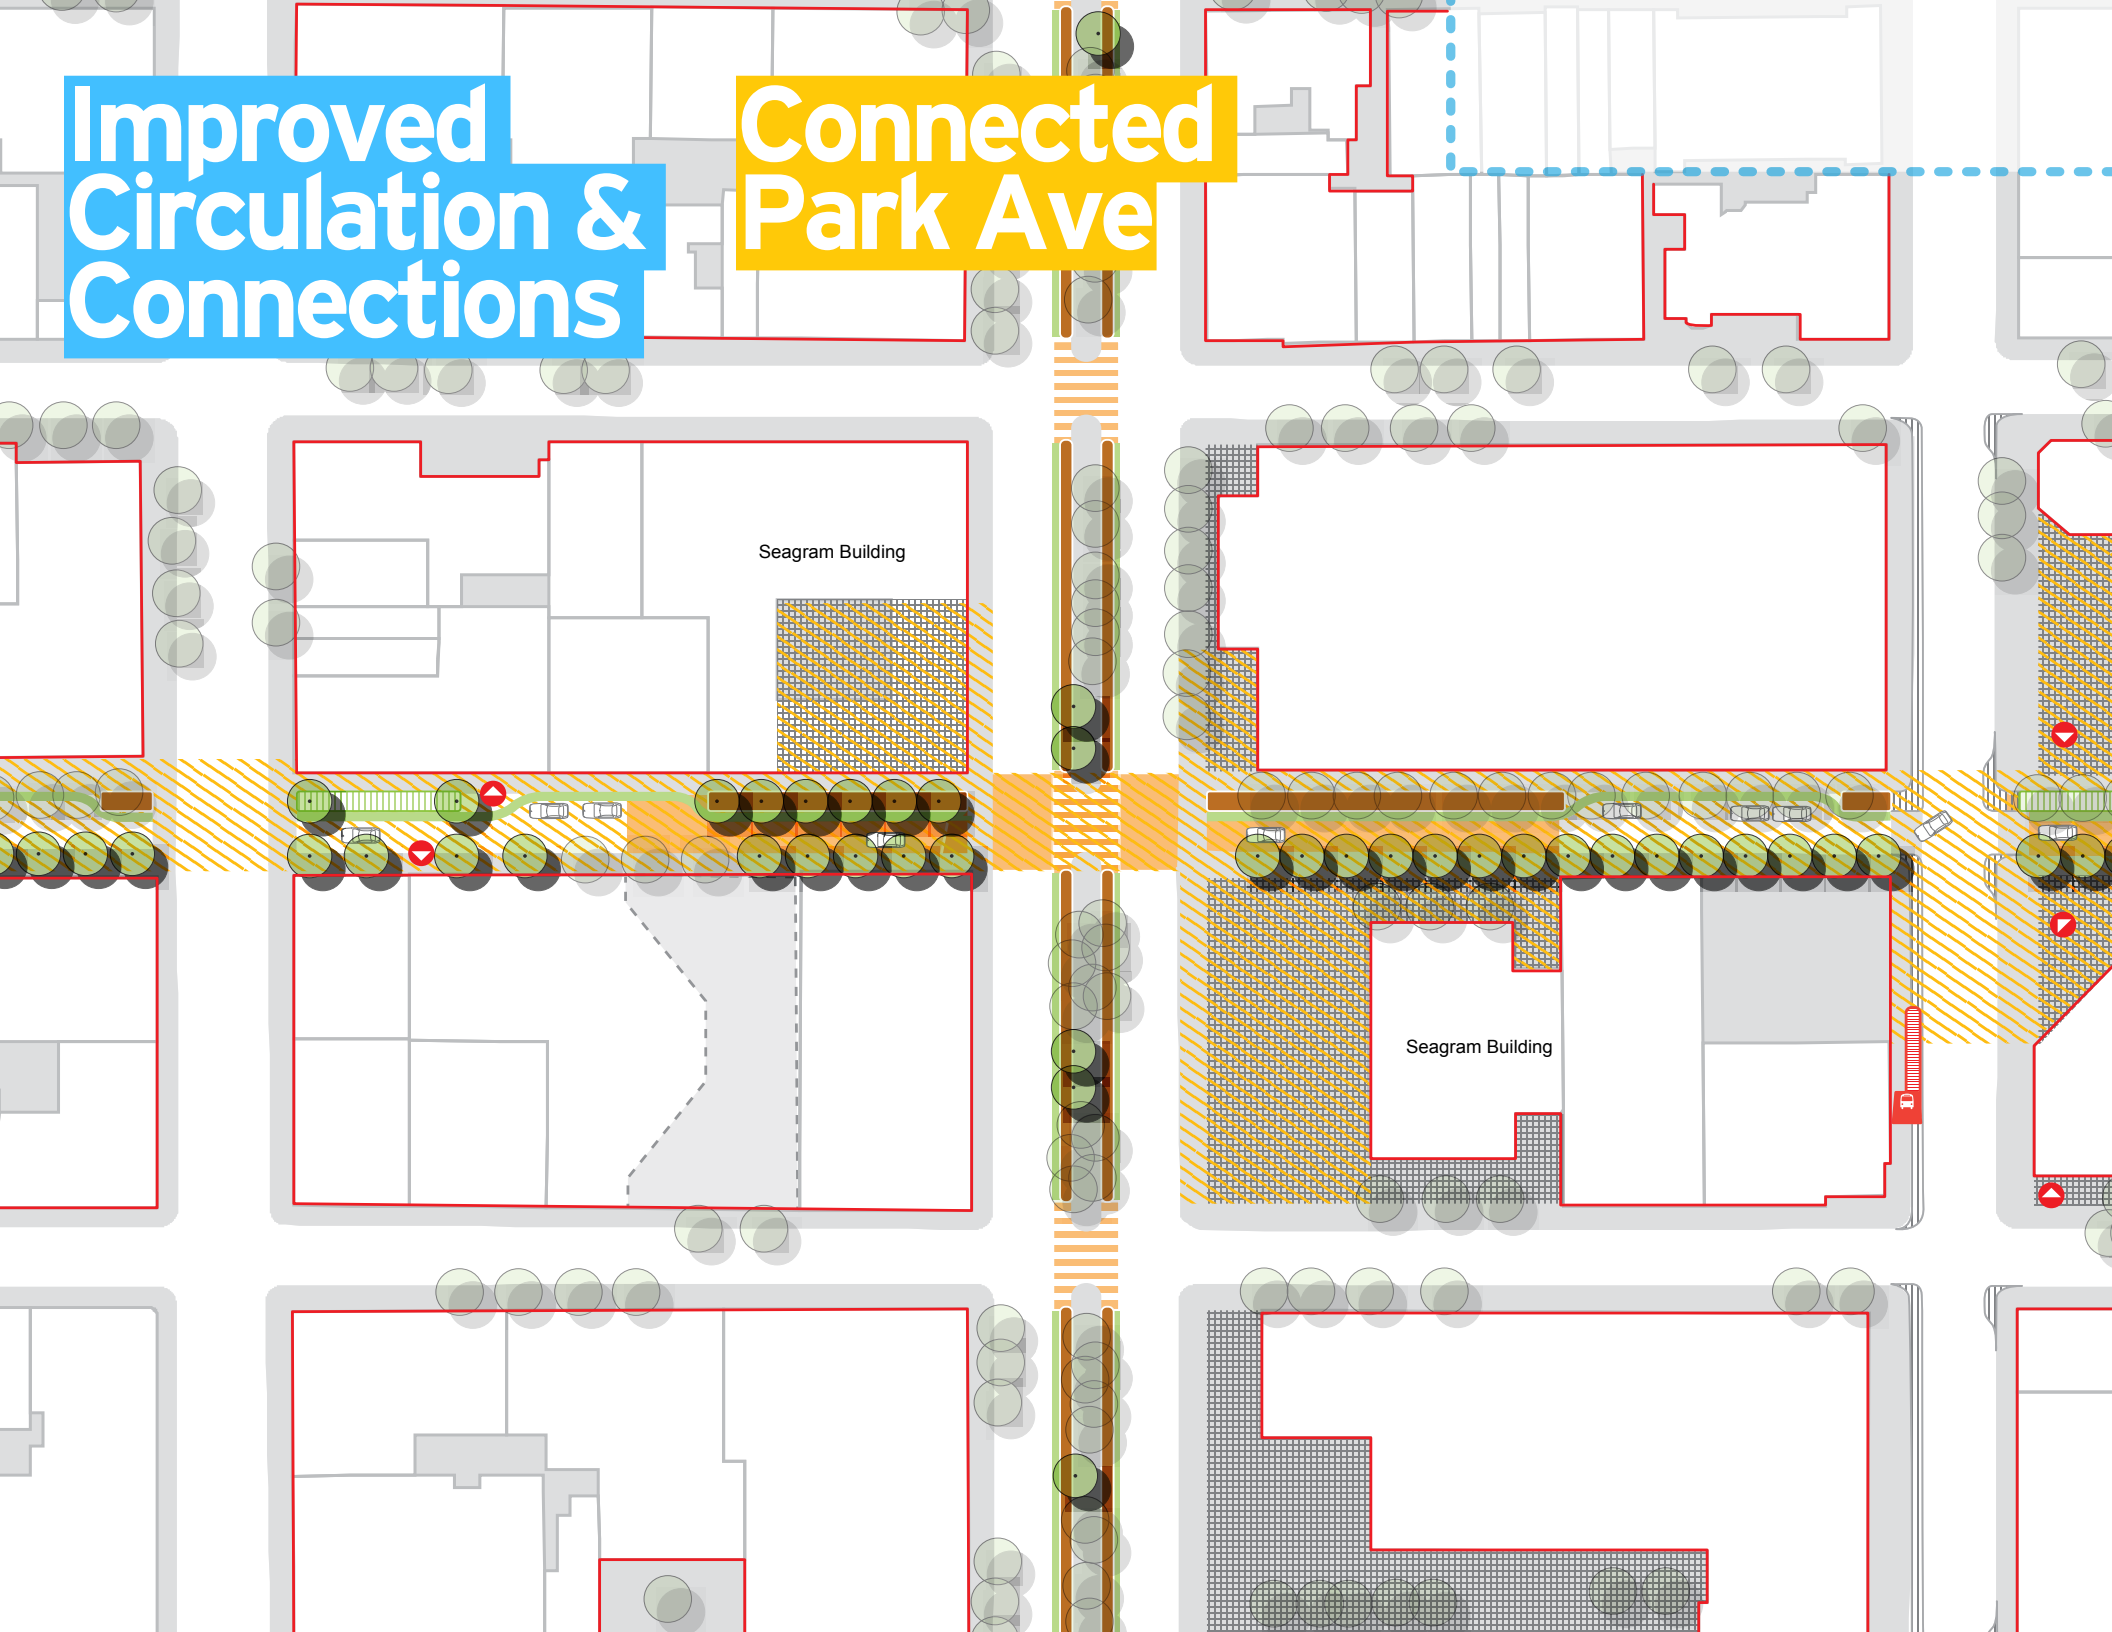 Improved
Circulation &
Connections
Connected
Park Ave
Seagram Building
Seagram Building